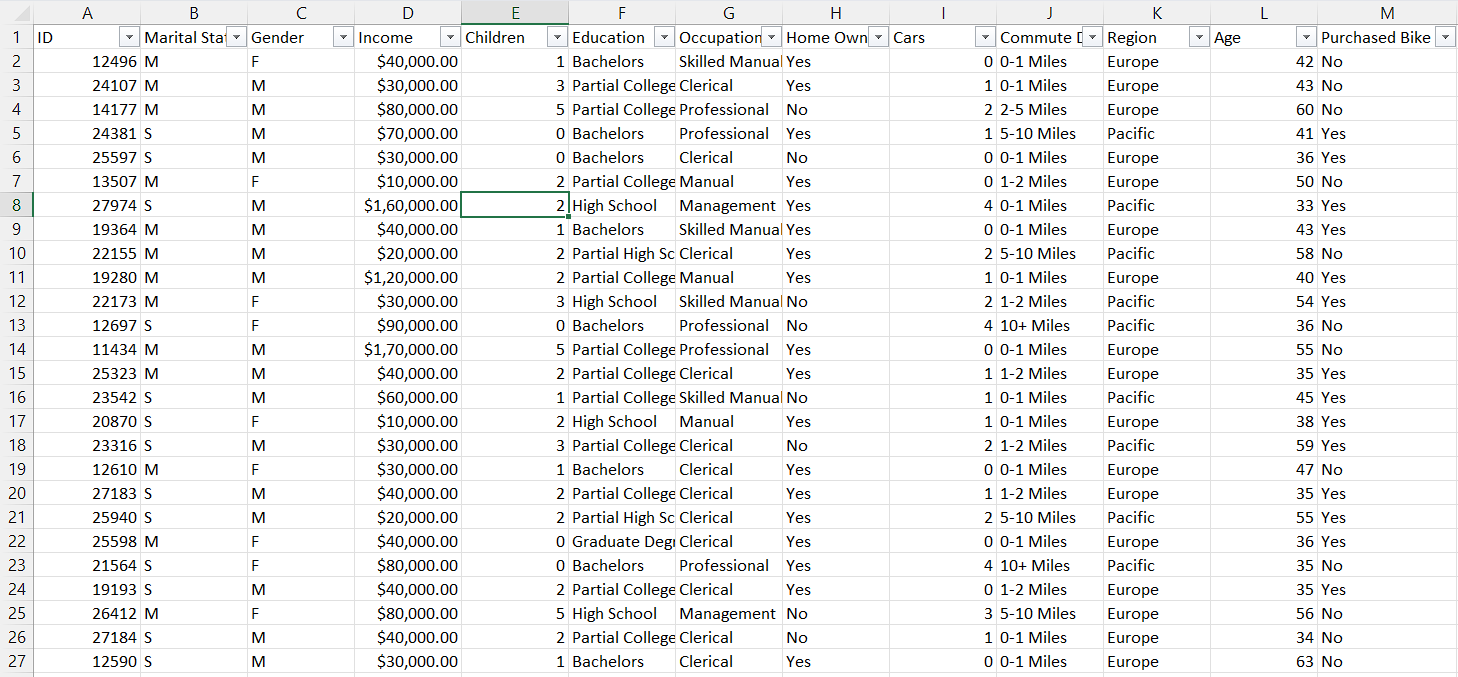 A B C D E F G H I J K L M
1 ID Marital Stat Gender Income Children Education Occupation Home Own Cars Commute D Region Age Purchased Bike
2 12496 M F $40,000.00 1 Bachelors Skilled Manual Yes 0 0-1 Miles Europe 42 No
3 24107 M M $30,000.00 3 Partial College Clerical Yes 1 0-1 Miles Europe 43 No
4 14177 M M $80,000.00 5 Partial College Professional No 2 2-5 Miles Europe 60 No
5 24381 S M $70,000.00 0 Bachelors Professional Yes 1 5-10 Miles Pacific 41 Yes
6 25597 S M $30,000.00 0 Bachelors Clerical No 0 0-1 Miles Europe 36 Yes
7 13507 M F $10,000.00 2 Partial College Manual Yes 0 1-2 Miles Europe 50 No
8 27974 S M $1,60,000.00 2 High School Management Yes 4 0-1 Miles Pacific 33 Yes
9 19364 M M $40,000.00 1 Bachelors Skilled Manual Yes 0 0-1 Miles Europe 43 Yes
10 22155 M M $20,000.00 2 Partial High Sc Clerical Yes 2 5-10 Miles Pacific 58 No
11 19280 M M $1,20,000.00 2 Partial College Manual Yes 1 0-1 Miles Europe 40 Yes
12 22173 M F $30,000.00 3 High School Skilled Manual No 2 1-2 Miles Pacific 54 Yes
13 12697 S F $90,000.00 0 Bachelors Professional No 4 10+ Miles Pacific 36 No
14 11434 M M $1,70,000.00 5 Partial College Professional Yes 0 0-1 Miles Europe 55 No
15 25323 M M $40,000.00 2 Partial College Clerical Yes 1 1-2 Miles Europe 35 Yes
16 23542 S M $60,000.00 1 Partial College Skilled Manual No 1 0-1 Miles Pacific 45 Yes
17 20870 S F $10,000.00 2 High School Manual Yes 1 0-1 Miles Europe 38 Yes
18 23316 S M $30,000.00 3 Partial College Clerical No 2 1-2 Miles Pacific 59 Yes
19 12610 M F $30,000.00 1 Bachelors Clerical Yes 0 0-1 Miles Europe 47 No
20 27183 S M $40,000.00 2 Partial College Clerical Yes 1 1-2 Miles Europe 35 Yes
21 25940 S M $20,000.00 2 Partial High Sc Clerical Yes 2 5-10 Miles Pacific 55 Yes
22 25598 M F $40,000.00 0 Graduate Degr Clerical Yes 0 0-1 Miles Europe 36 Yes
23 21564 S F $80,000.00 0 Bachelors Professional Yes 4 10+ Miles Pacific 35 No
24 19193 S M $40,000.00 2 Partial College Clerical Yes 0 1-2 Miles Europe 35 Yes
25 26412 M F $80,000.00 5 High School Management No 3 5-10 Miles Europe 56 No
26 27184 S M $40,000.00 2 Partial College Clerical No 1 0-1 Miles Europe 34 No
27 12590 S M $30,000.00 1 Bachelors Clerical Yes 0 0-1 Miles Europe 63 No